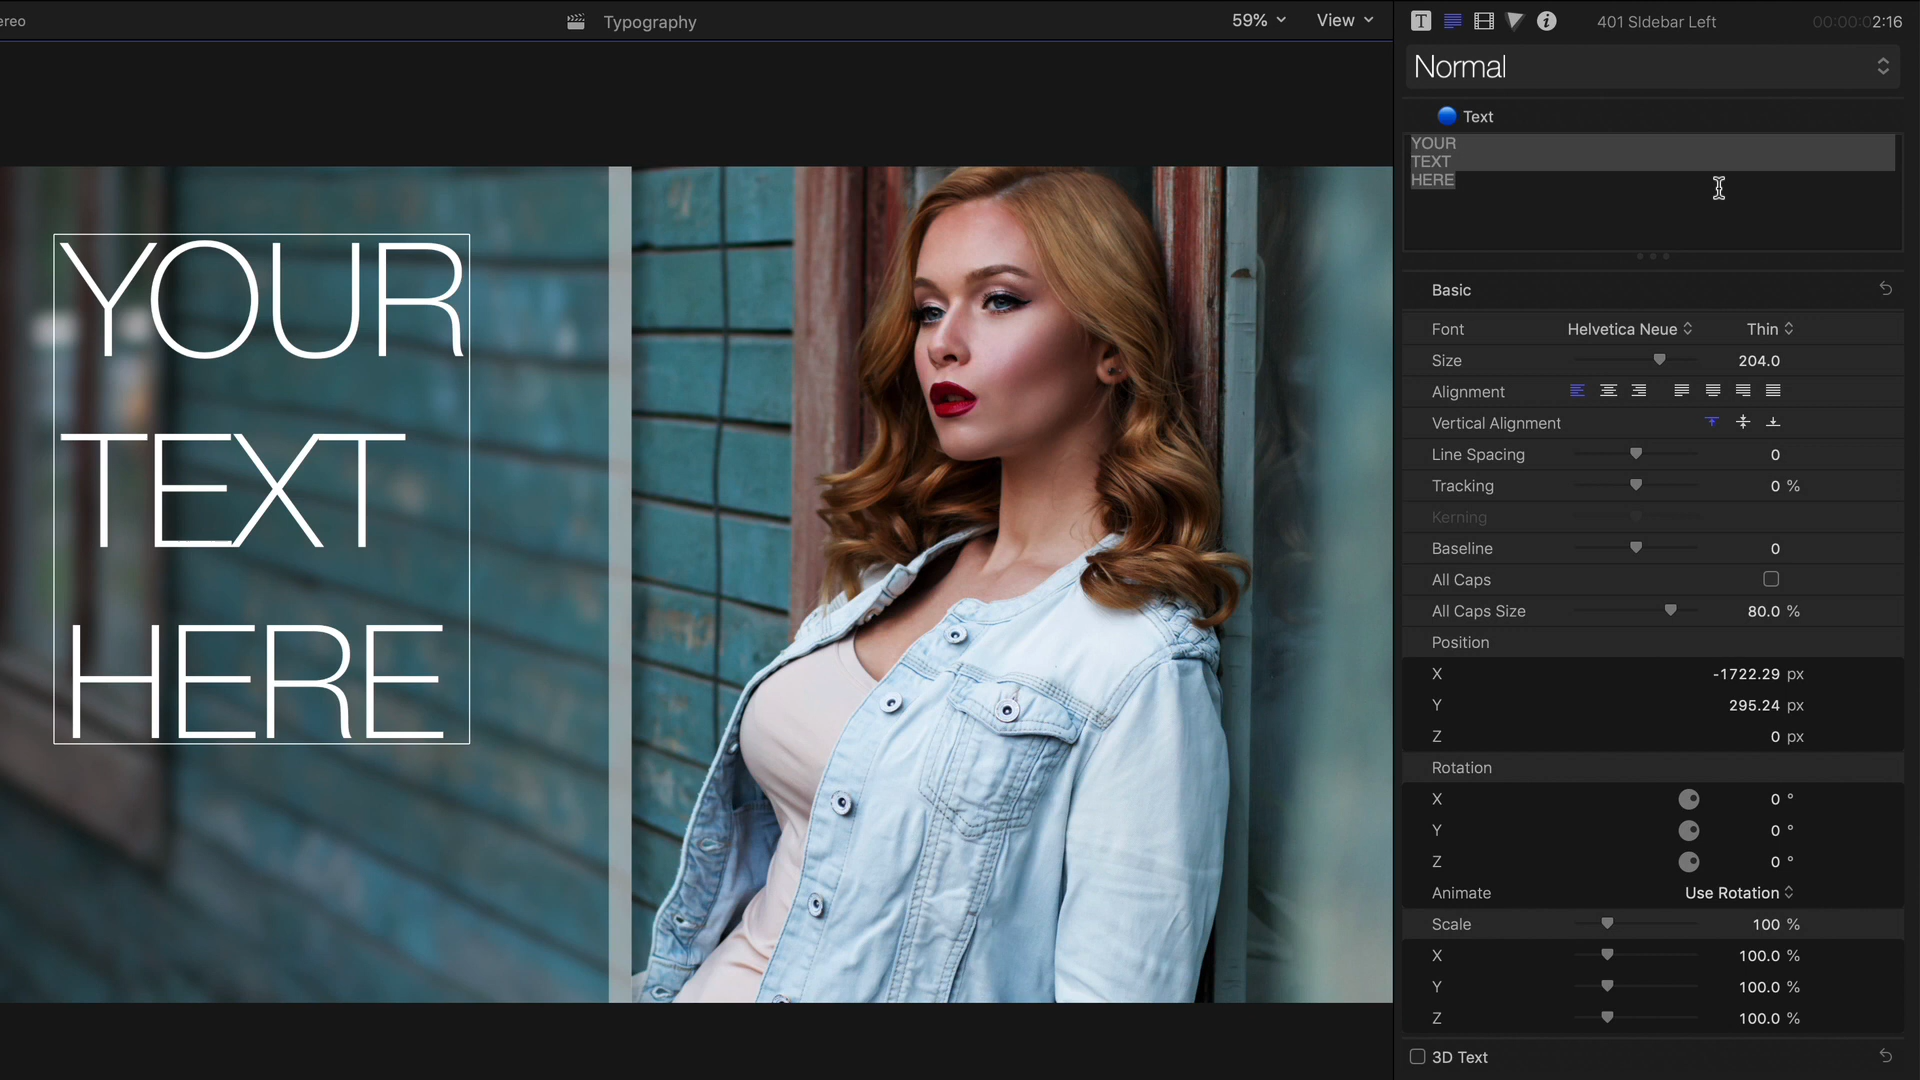 ereo
Typography
59%
View
401 SIdebar Left
00:00:02:16
Normal
Text
YOUR
TEXT
HERE
YOUR
TEXT
HERE
Basic
Font Helvetica Neue Thin
Size 204.0
Alignment
Vertical Alignment
Line Spacing 0
Tracking 0 %
Kerning
Baseline 0
All Caps
All Caps Size 80.0 %
Position
X -1722.29 px
Y 295.24 px
Z 0 px
Rotation
X 0 °
Y 0 °
Z 0 °
Animate Use Rotation
Scale 100 %
X 100.0 %
Y 100.0 %
Z 100.0 %
3D Text